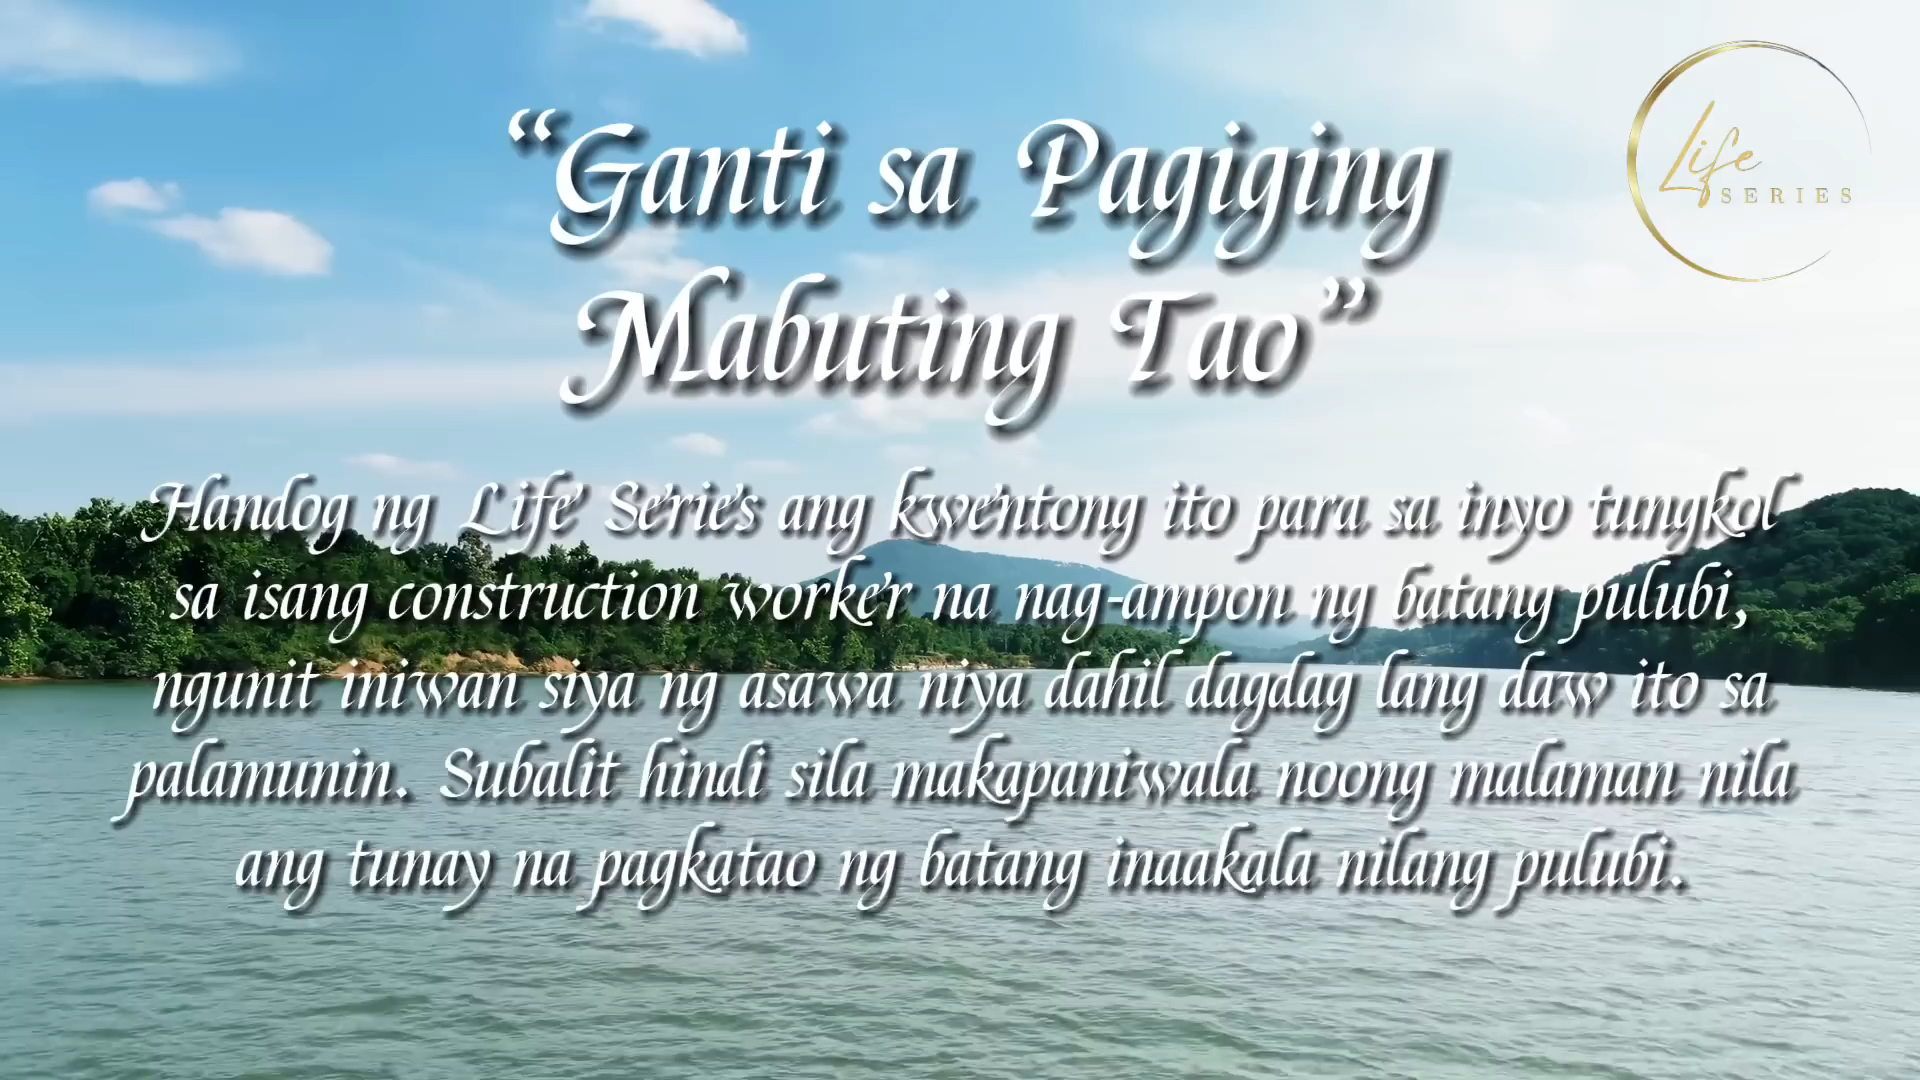 “Ganti sa Pagiging
Mabuting Tao”
Life
SERIES
Handog ng Life Series ang kwentong ito para sa inyo tungkol
sa isang construction worker na nag-ampon ng batang pulubi,
ngunit iniwan siya ng asawa niya dahil dagdag lang daw ito sa
palamunin. Subalit hindi sila makapaniwala noong malaman nila
ang tunay na pagkatao ng batang inaakala nilang pulubi.